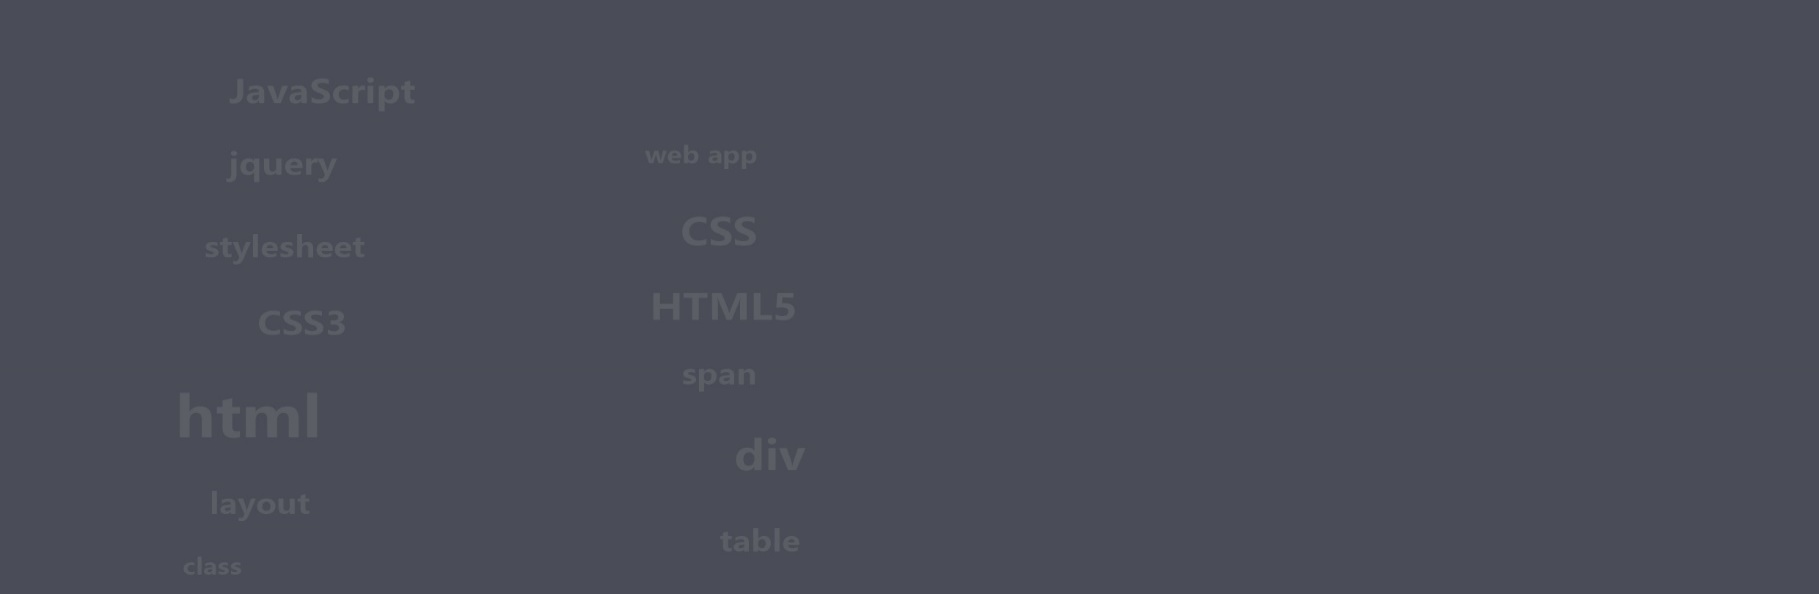 JavaScript
jquery
stylesheet
CSS3
html
layout
class
web app
CSS
HTML5
span
div
table